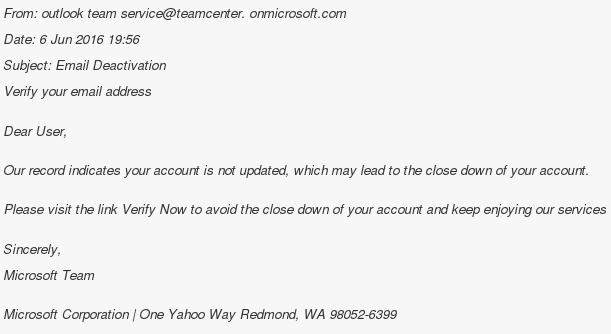 From: outlook team service@teamcenter. onmicrosoft.com
Date: 6 Jun 2016 19:56
Subject: Email Deactivation
Verify your email address
Dear User,
Our record indicates your account is not updated, which may lead to the close down of your account.
Please visit the link Verify Now to avoid the close down of your account and keep enjoying our services
Sincerely,
Microsoft Team
Microsoft Corporation | One Yahoo Way Redmond, WA 98052-6399